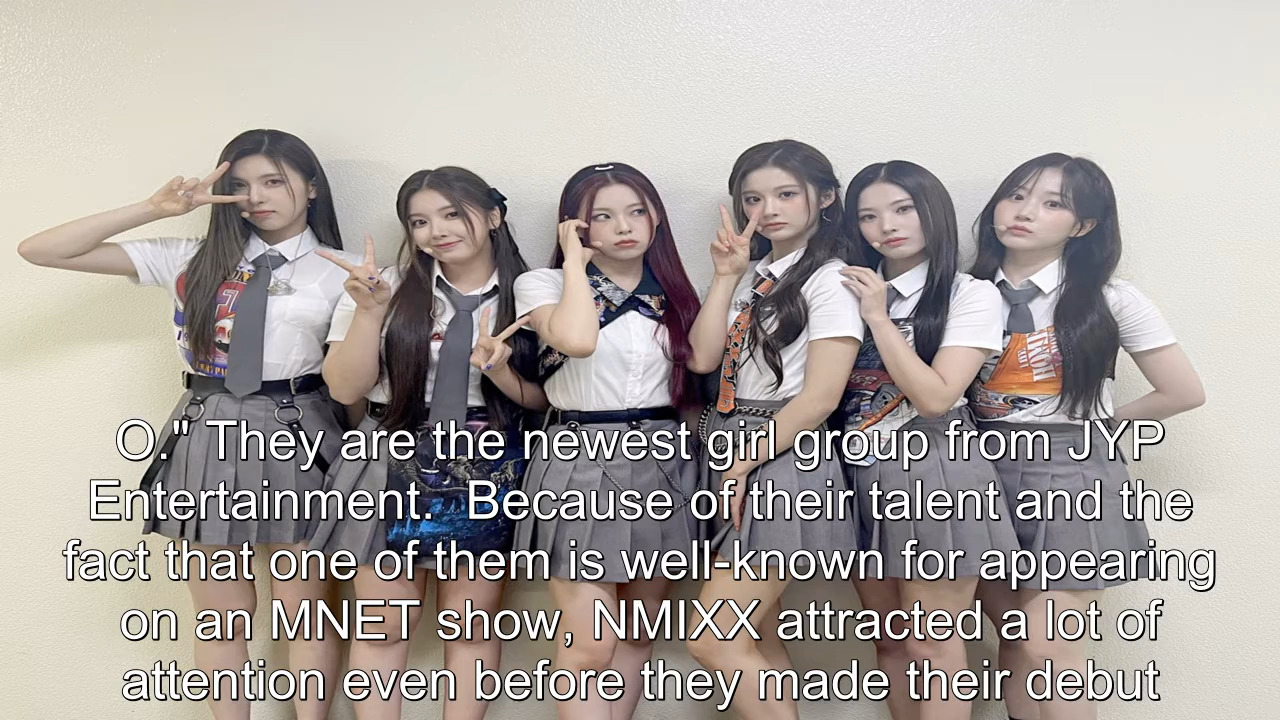 O." They are the newest girl group from JYP
Entertainment.  Because of their talent and the
fact that one of them is well-known for appearing
on an MNET show, NMIXX attracted a lot of
attention even before they made their debut